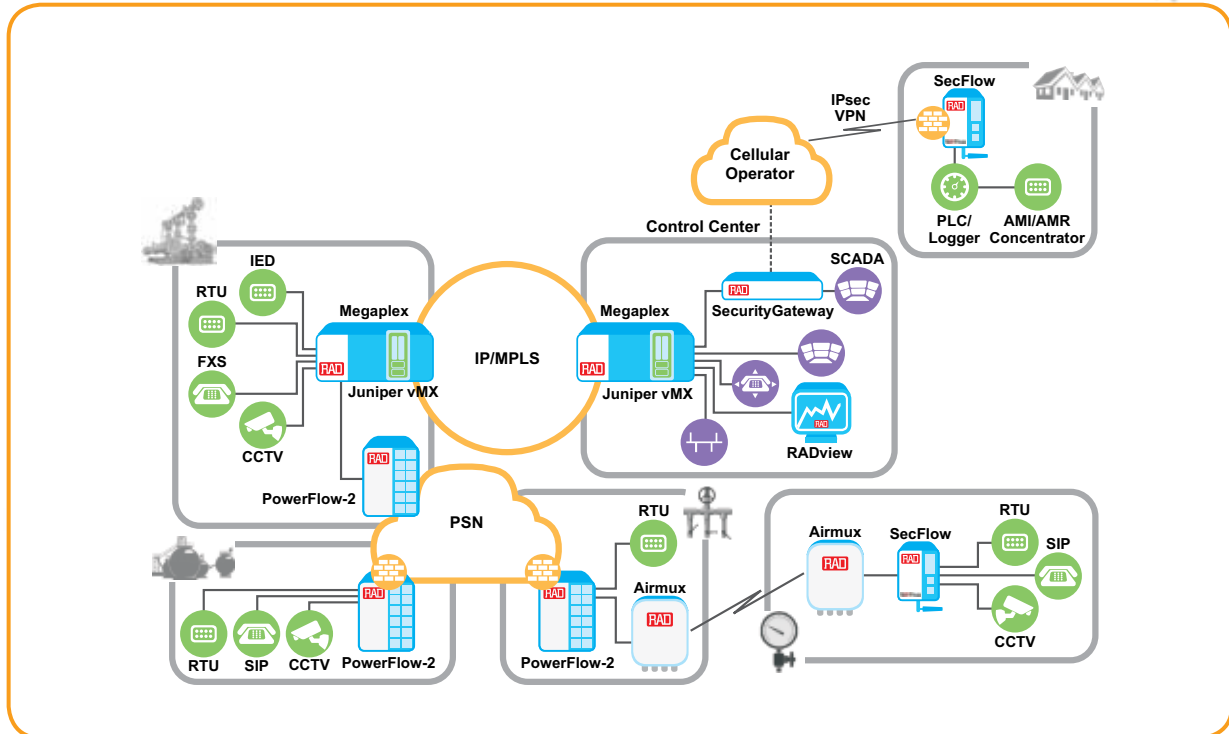 SecFlow
IPsec
VPN
RAD
Cellular
Operator
PLC/
Logger
AMI/AMR
Concentrator
Control Center
SCADA
RAD
SecurityGateway
IED
RTU
Megaplex
Megaplex
FXS
RAD
IP/MPLS
RAD
Juniper vMX
Juniper vMX
CCTV
RAD
RADview
RAD
PowerFlow-2
PSN
RTU
Airmux
RTU
SecFlow
SIP
RAD
RAD
RAD
RAD
Airmux
RAD
CCTV
RTU
SIP
CCTV
PowerFlow-2
PowerFlow-2